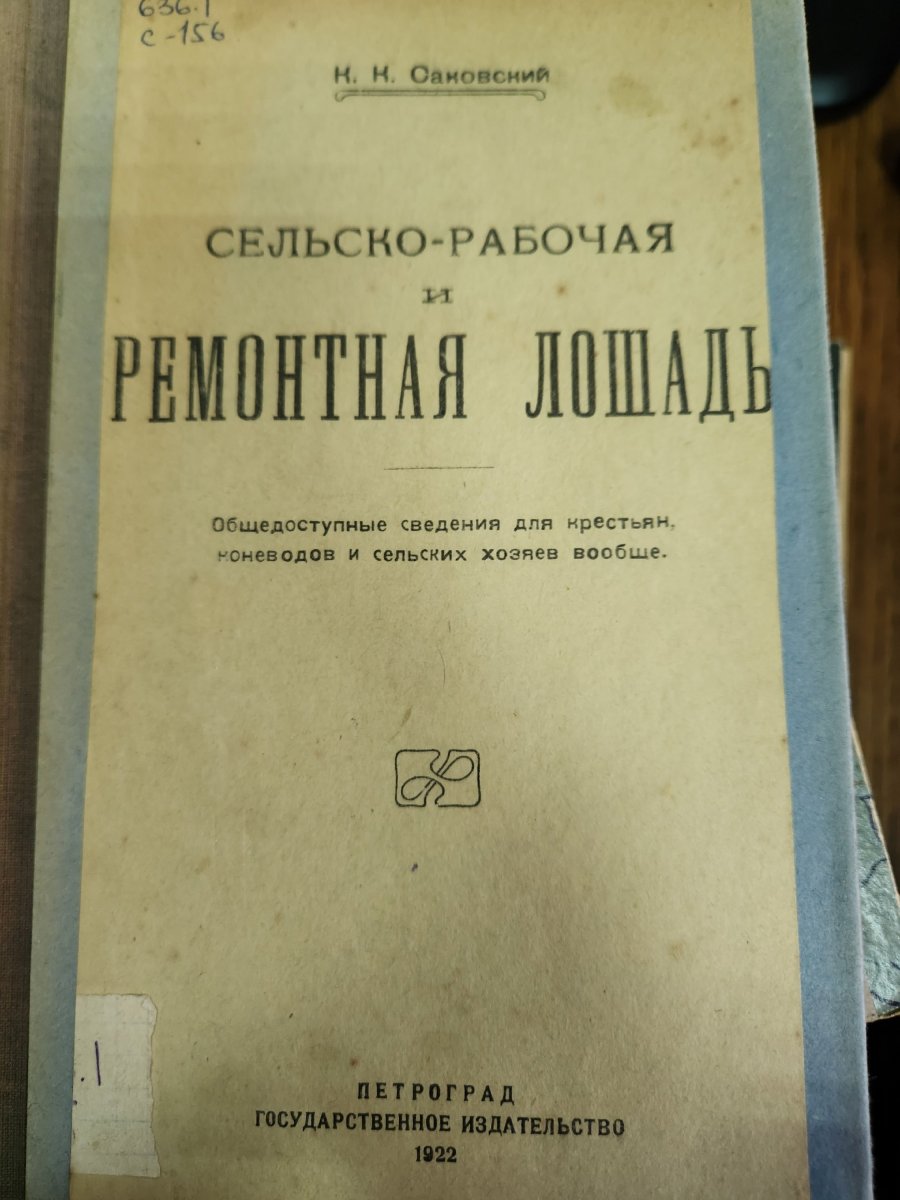 636.1
с-156
К. К. Саковский
СЕЛЬСКО-РАБОЧАЯ
и
РЕМОНТНАЯ ЛОШАДЬ
Общедоступные сведения для крестьян,
коневодов и сельских хозяев вообще.
ПЕТРОГРАД
ГОСУДАРСТВЕННОЕ ИЗДАТЕЛЬСТВО
1922
.1